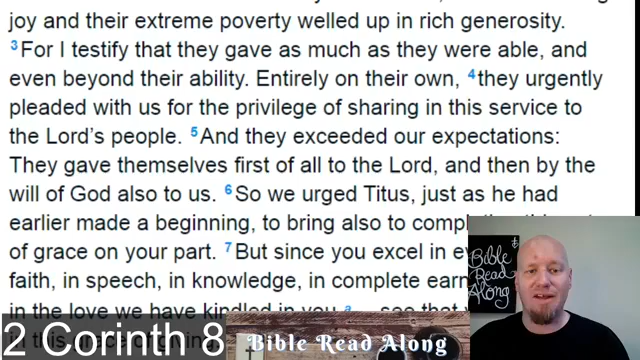 joy and their extreme poverty welled up in rich generosity.
3 For I testify that they gave as much as they were able, and
even beyond their ability. Entirely on their own, 4 they urgently
pleaded with us for the privilege of sharing in this service to
the Lord's people. 5 And they exceeded our expectations:
They gave themselves first of all to the Lord, and then by the
will of God also to us. 6 So we urged Titus, just as he had
earlier made a beginning, to bring also to
of grace on your part. 7 But since you excel in
faith, in speech, in knowledge, in complete
in the love we have kindled in you
in this grace of giving
2 Corinth 8
Bible Read Along
Bible
Read
Along